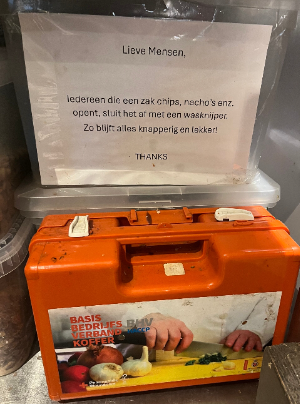 Lieve Mensen,
Iedereen die een zak chips, nacho's enz.
opent, sluit het af met een wasknijper.
Zo blijft alles knapperig en lekker!
THANKS
BASIS
BEDRIJFS
VERBAND
KOFFER
BHV